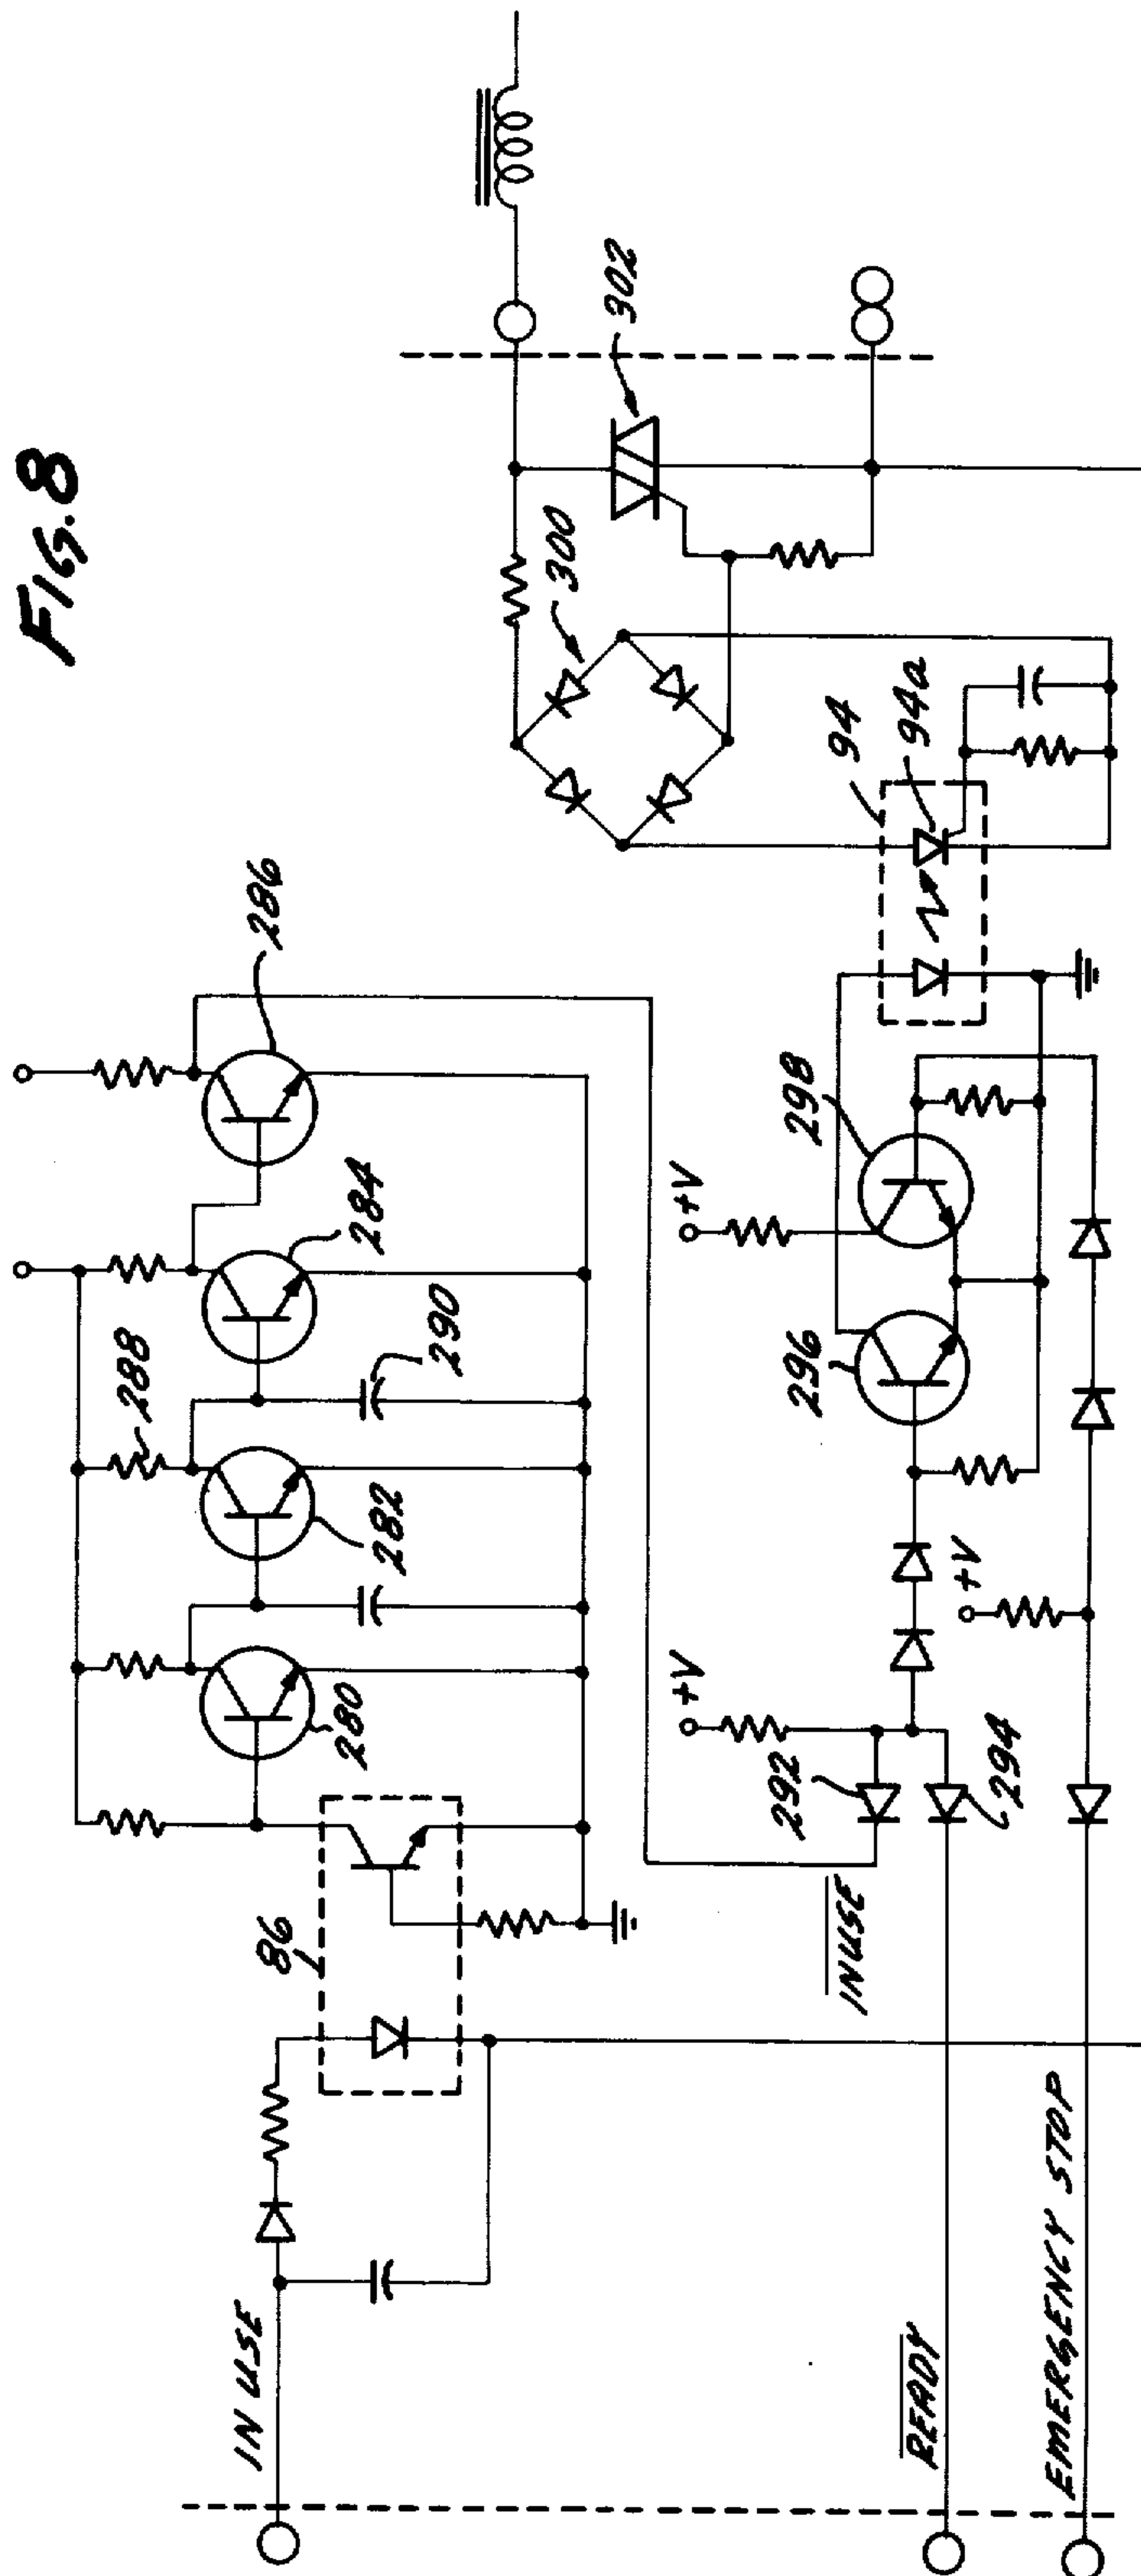 FIG. 8
IN USE
86
280
282
288
290
284
286
READY
EMERGENCY STOP
INUSE
292
294
+V
+V
296
298
+V
94
94a
300
302